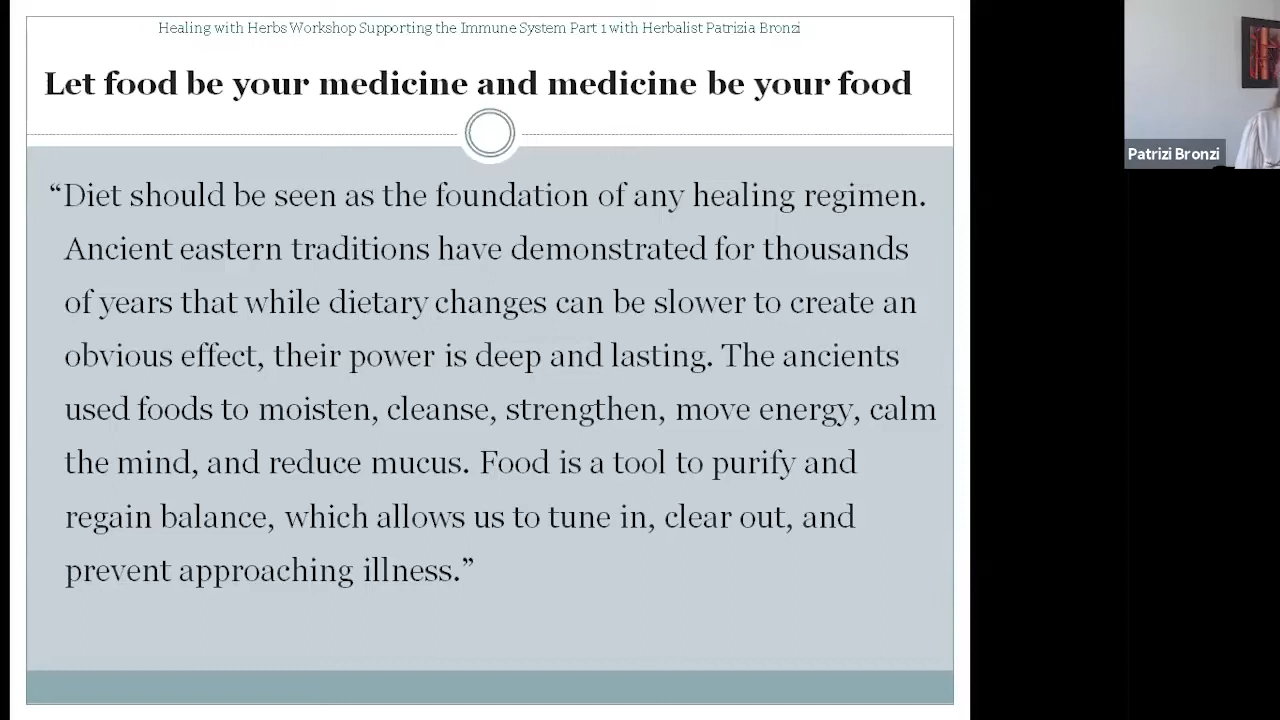 Healing with Herbs Workshop Supporting the Immune System Part 1 with Herbalist Patrizia Bronzi
Let food be your medicine and medicine be your food
“Diet should be seen as the foundation of any healing regimen.
Ancient eastern traditions have demonstrated for thousands
of years that while dietary changes can be slower to create an
obvious effect, their power is deep and lasting. The ancients
used foods to moisten, cleanse, strengthen, move energy, calm
the mind, and reduce mucus. Food is a tool to purify and
regain balance, which allows us to tune in, clear out, and
prevent approaching illness.”
Patrizi Bronzi